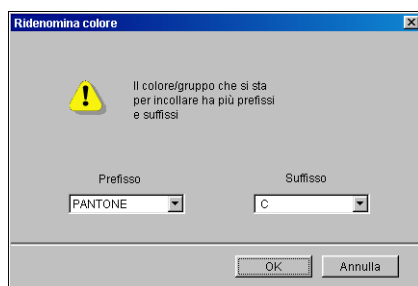 Ridenomina colore
Il colore/gruppo che si sta
per incollare ha più prefissi
e suffissi
Prefisso
Suffisso
PANTONE
C
OK
Annulla